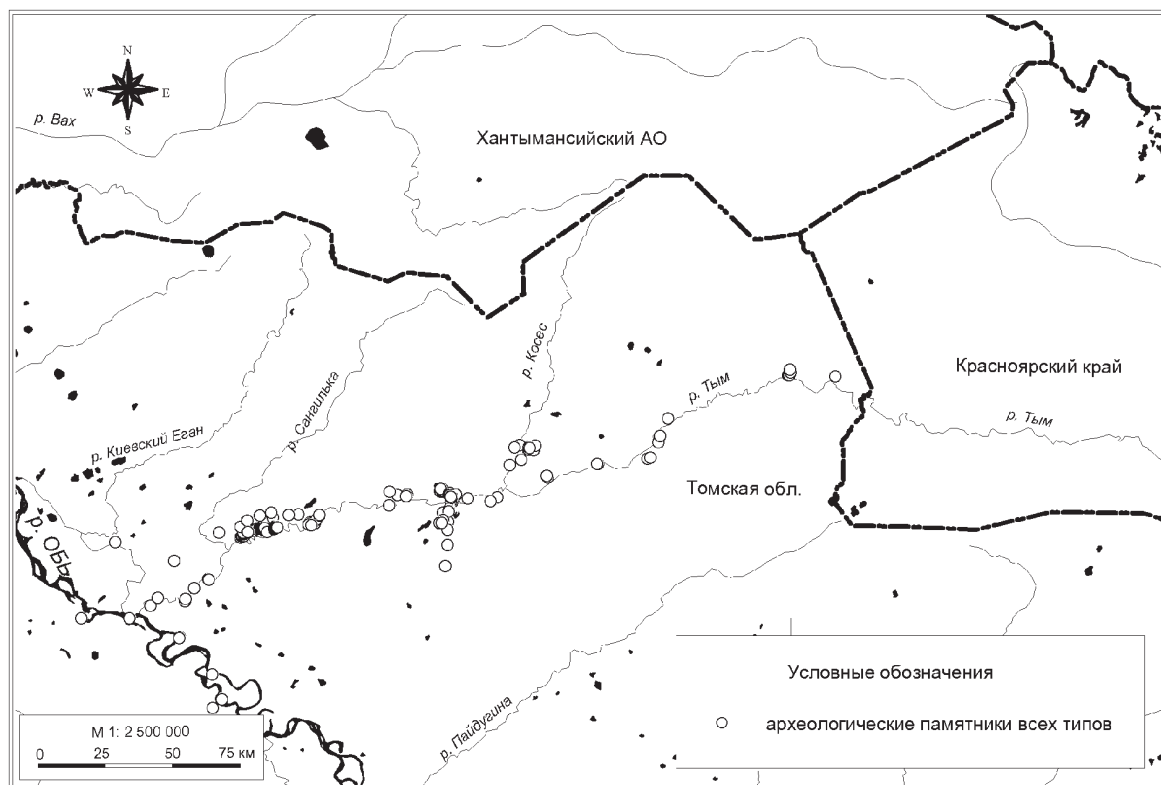 N
W E
S
р. Вах
Хантымансийский АО
р. Косес
р. Сангилька
р. Тым
Красноярский край
р. Тым
р. Киевский Еган
Томская обл.
р. ОБЬ
Условные обозначения
археологические памятники всех типов
р. Пайдугина
М 1: 2 500 000
0 25 50 75 км